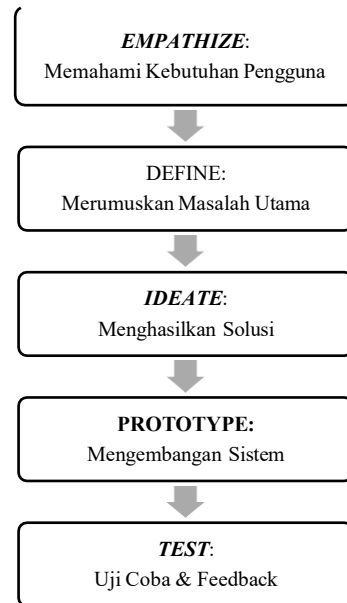 EMPATHIZE:
Memahami Kebutuhan Pengguna
DEFINE:
Merumuskan Masalah Utama
IDEATE:
Menghasilkan Solusi
PROTOTYPE:
Mengembangan Sistem
TEST:
Uji Coba & Feedback